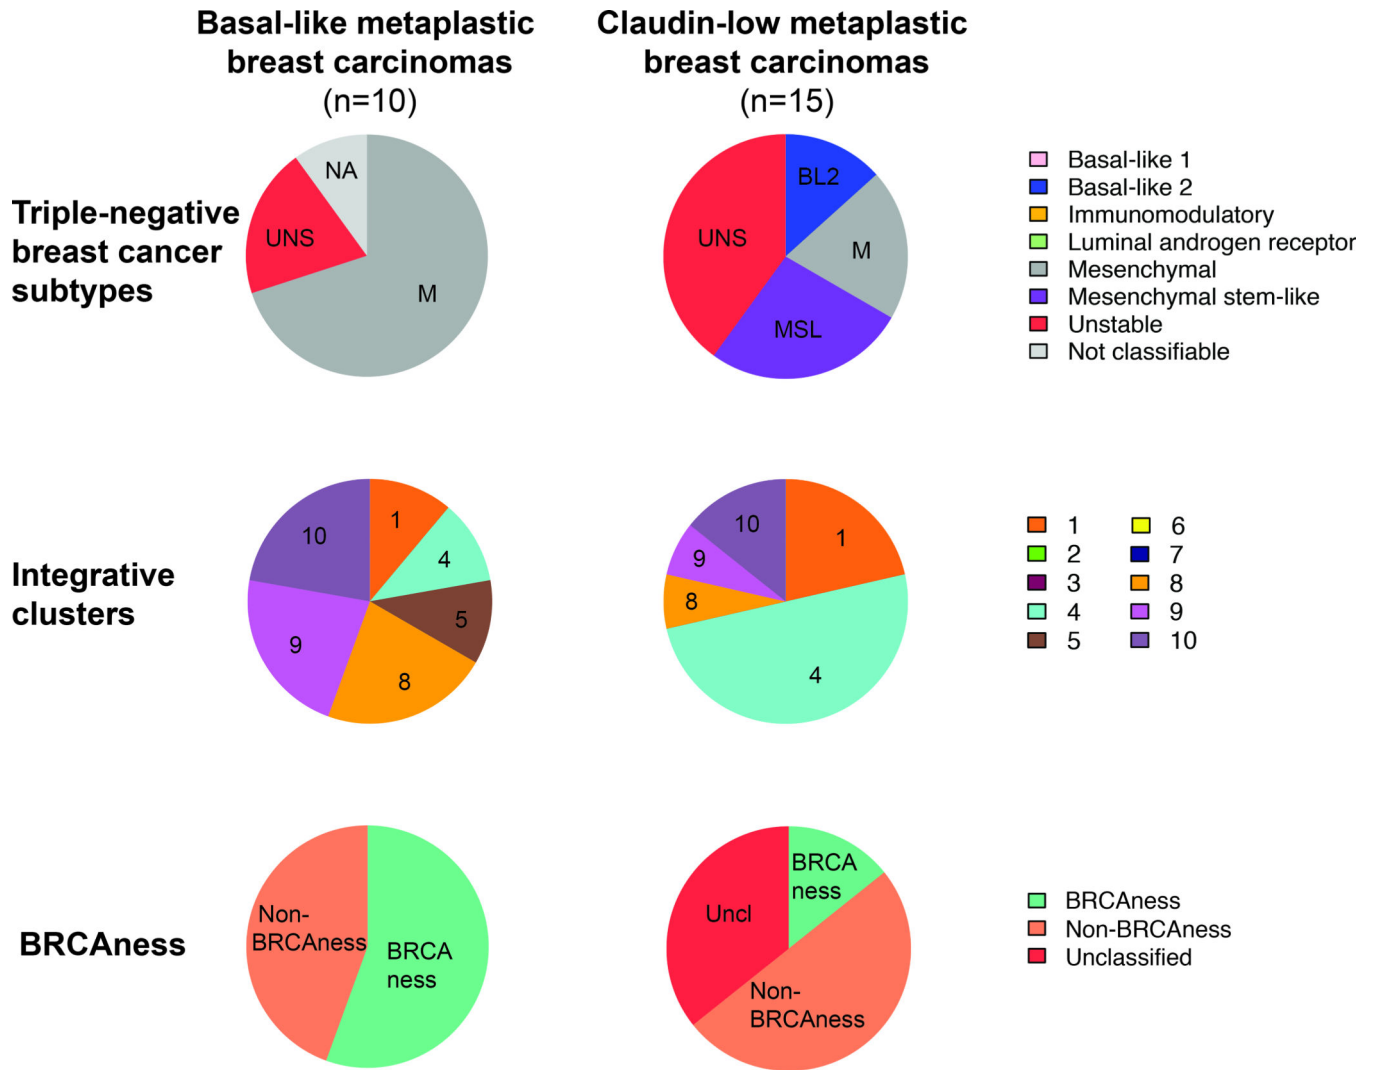 Basal-like metaplastic
breast carcinomas
(n=10)
Claudin-low metaplastic
breast carcinomas
(n=15)
Triple-negative
breast cancer
subtypes
NA
UNS
M
BL2
UNS
M
MSL
Basal-like 1
Basal-like 2
Immunomodulatory
Luminal androgen receptor
Mesenchymal
Mesenchymal stem-like
Unstable
Not classifiable
Integrative
clusters
1
10
4
5
9
8
10
1
9
8
4
1
2
3
4
5
6
7
8
9
10
BRCAness
Non-
BRCAness
BRCA
ness
BRCA
ness
Uncl
Non-
BRCAness
BRCAness
Non-BRCAness
Unclassified